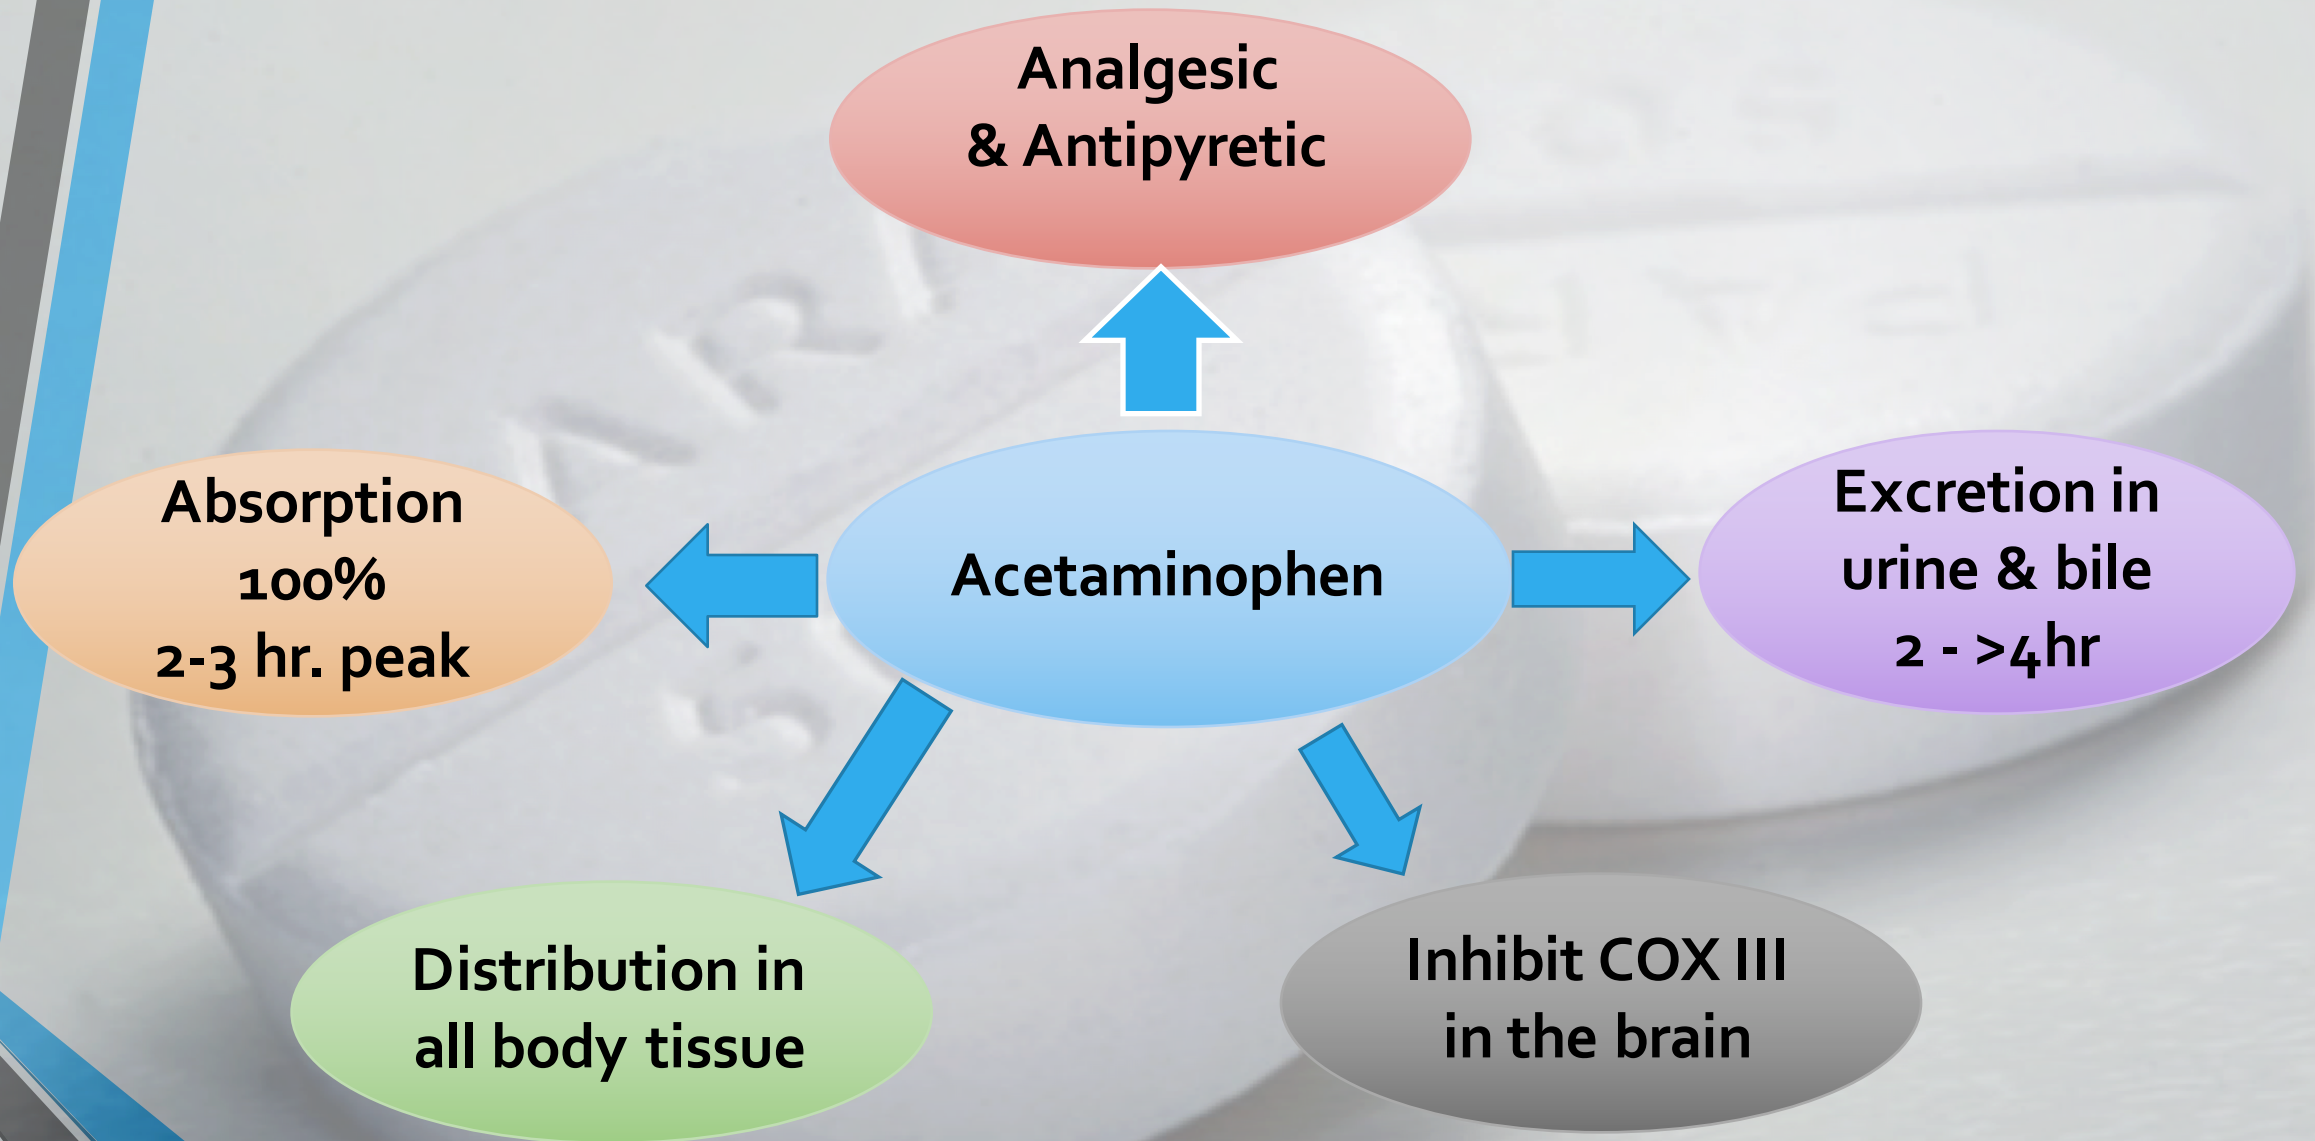 Analgesic
& Antipyretic
Absorption
100%
2-3 hr. peak
Acetaminophen
Excretion in
urine & bile
2 - >4hr
Distribution in
all body tissue
Inhibit COX III
in the brain